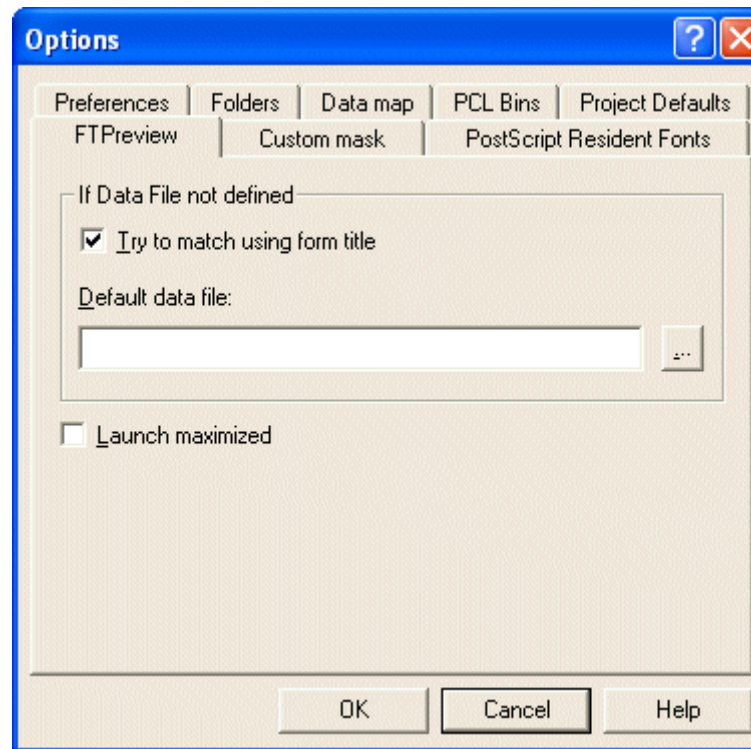 Options
Preferences Folders Data map PCL Bins Project Defaults
FTPreview Custom mask PostScript Resident Fonts
If Data File not defined
Try to match using form title
Default data file:
...
Launch maximized
OK Cancel Help